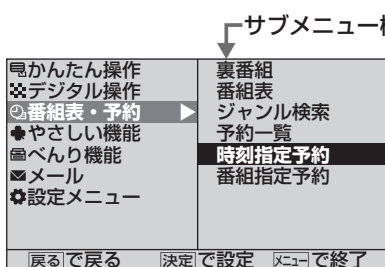 サブメニュー
かんたん操作
デジタル操作
番組表・予約
やさしい機能
べんり機能
メール
設定メニュー
裏番組
番組表
ジャンル検索
予約一覧
時刻指定予約
番組指定予約
戻るで戻る 決定で設定 メニューで終了